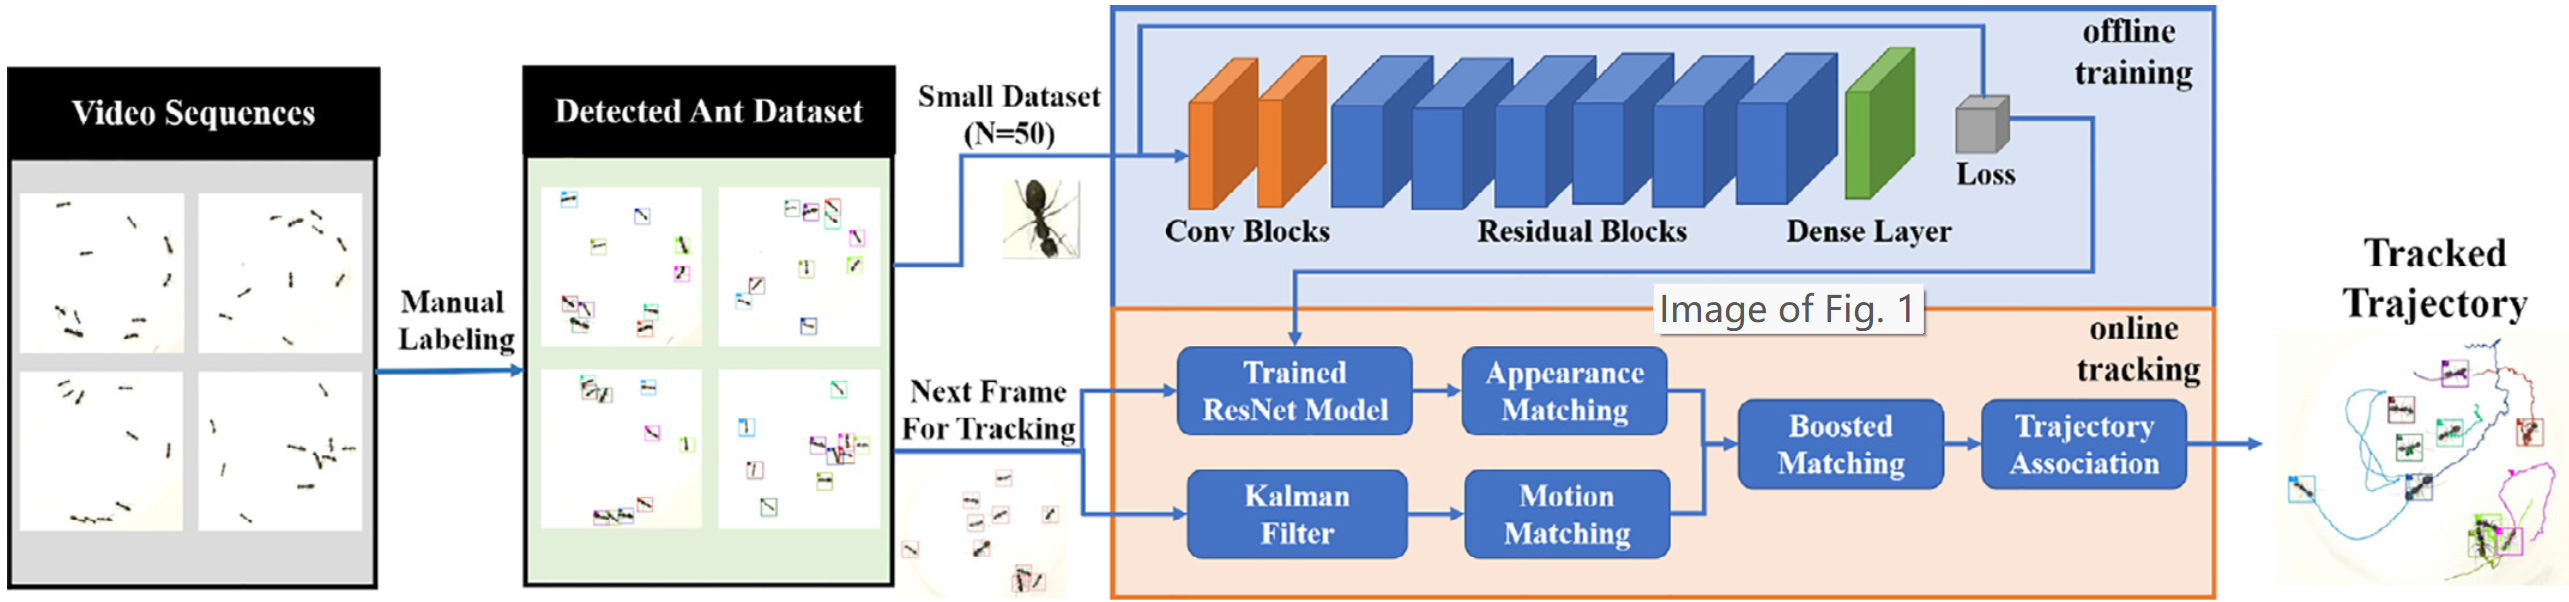 Video Sequences
Manual
Labeling
Detected Ant Dataset
Small Dataset
(N=50)
Next Frame
For Tracking
offline
training
Conv Blocks
Residual Blocks
Dense Layer
Loss
Image of Fig. 1
online
tracking
Trained
ResNet Model
Appearance
Matching
Kalman
Filter
Motion
Matching
Boosted
Matching
Trajectory
Association
Tracked
Trajectory